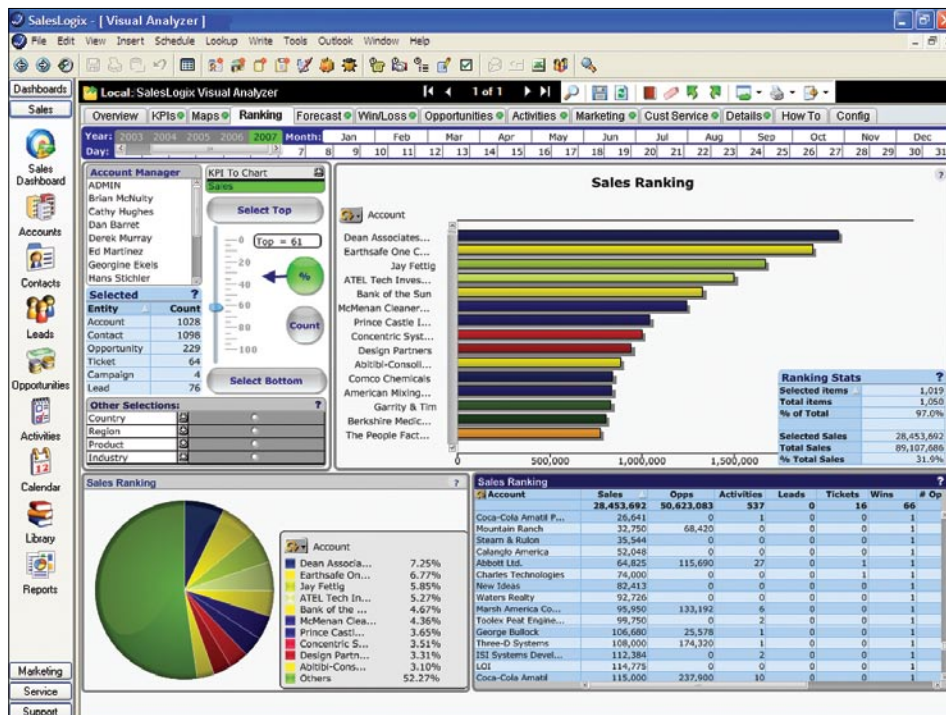 SalesLogix - [ Visual Analyzer ]
File Edit View Insert Schedule Lookup Write Tools Outlook Window Help
Dashboards
Sales
Sales Dashboard
Accounts
Contacts
Leads
Opportunities
Activities
Calendar
Library
Reports
Marketing
Service
Support
Local: SalesLogix Visual Analyzer
1 of 1
Overview KPIs Maps Ranking Forecast Win/Loss Opportunities Activities Marketing Cust Service Details How To Config
Year: 2003 2004 2005 2006 2007 Month: Jan Feb Mar Apr May Jun Jul Aug Sep Oct Nov Dec
Day: 7 8 9 10 11 12 13 14 15 16 17 18 19 20 21 22 23 24 25 26 27 28 29 30 31
Account Manager
ADMIN
Brian McNulty
Cathy Hughes
Dan Barret
Derek Murray
Ed Martinez
Georgine Ekels
Hans Stichler
KPI To Chart
Sales
Select Top
Top = 61
0
20
40
60
80
100
%
Count
Select Bottom
Selected ?
Entity Count
Account 1028
Contact 1098
Opportunity 229
Ticket 64
Campaign 4
Lead 76
Other Selections: ?
Country
Region
Product
Industry
Sales Ranking
?
Account
Dean Associates...
Earthsafe One C...
Jay Fettig
ATEL Tech Inves...
Bank of the Sun
McMenan Cleaner...
Prince Castle I...
Concentric Syst...
Design Partners
Abitibi-Consoli...
Comco Chemicals
American Mixing...
Garrity & Tim
Berkshire Medic...
The People Fact...
0 500,000 1,000,000 1,500,000
Ranking Stats ?
Selected items 1,019
Total items 1,050
% of Total 97.0%
Selected Sales 28,453,692
Total Sales 89,107,686
% Total Sales 31.9%
Sales Ranking ?
Account
Dean Associa... 7.25%
Earthsafe On... 6.77%
Jay Fettig 5.85%
ATEL Tech In... 5.27%
Bank of the ... 4.67%
McMenan Clea... 4.36%
Prince Castl... 3.65%
Concentric S... 3.51%
Design Partn... 3.31%
Abitibi-Cons... 3.10%
Others 52.27%
Sales Ranking ?
Account Sales Opps Activities Leads Tickets Wins # Op
28,453,692 50,623,083 537 0 16 66
Coca-Cola Amatil P... 26,641 0 1 0 0 1
Mountain Ranch 32,750 68,420 0 0 0 1
Stearn & Rulon 35,544 0 0 0 0 1
Calanglo America 52,048 0 0 0 0 1
Abbott Ltd. 64,825 115,690 27 0 1 1
Charles Technologies 74,000 0 0 0 1 1
New Ideas 82,413 0 0 0 0 1
Waters Realty 92,726 0 0 0 0 1
Marsh America Co... 95,950 133,192 6 0 0 1
Toolex Peat Engine... 99,750 0 2 0 0 1
George Bullock 106,680 25,578 1 0 0 1
Three-D Systems 108,000 174,320 1 0 0 1
ISI Systems Devel... 112,384 0 2 0 0 1
LOI 114,775 0 0 0 0 1
Coca-Cola Amatil 115,000 237,900 10 0 0 1